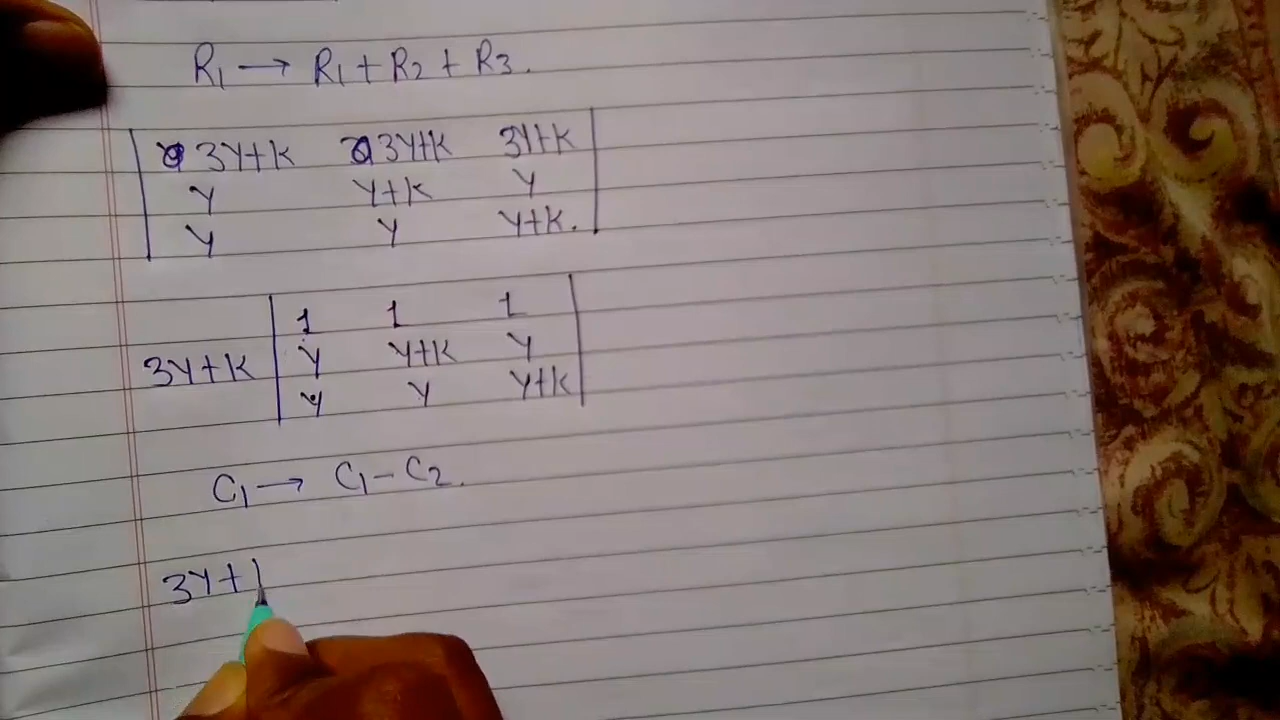 R1 → R1 + R2 + R3.
3Y+K 3Y+K 3Y+K
Y Y+K Y
Y Y Y+K.
1 1 1
3Y+K Y Y+K Y
Y Y Y+K
C1 → C1 - C2.
3Y+